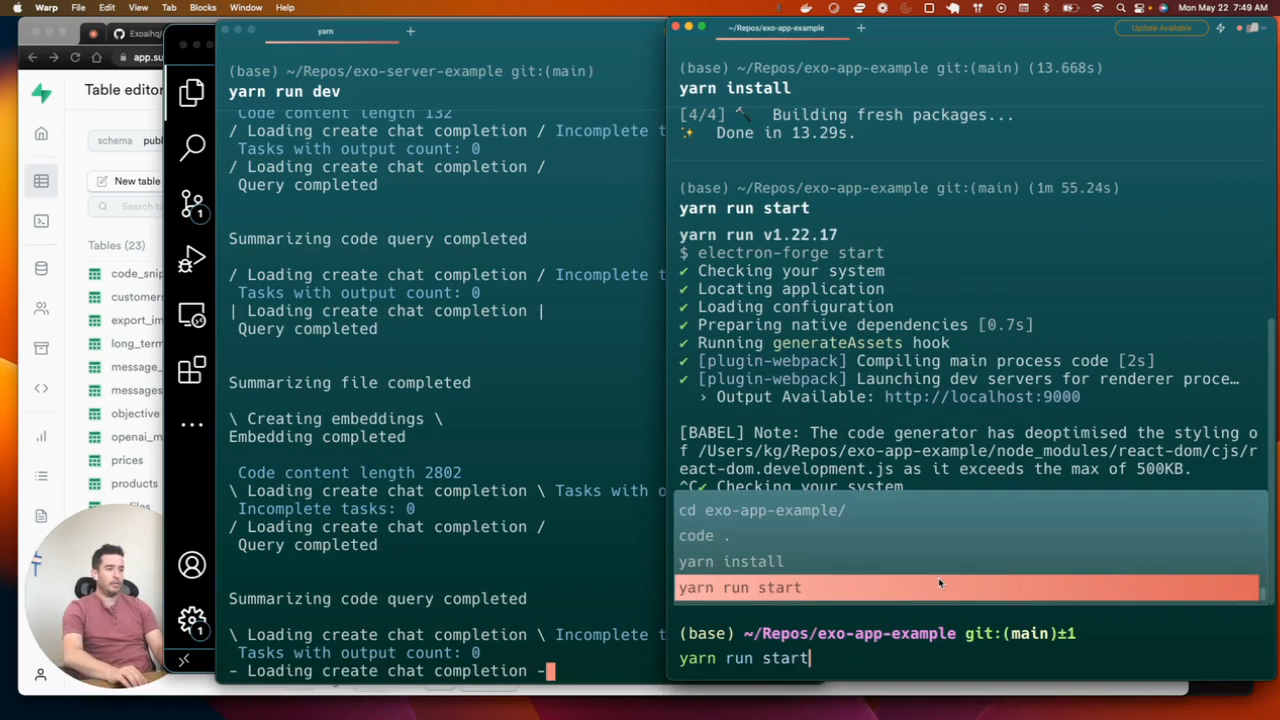 Warp File Edit View Tab Blocks Window Help
Mon May 22 7:49 AM
Exoaihq/
app.su
Table editor
schema publ
New table
Search t
Tables (23)
code_snip
customers
export_im
long_term
message_
messages
objective
openai_m
prices
products
1
1
yarn
(base) ~/Repos/exo-server-example git:(main)
yarn run dev
Code content length 132
/ Loading create chat completion / Incomplete t
Tasks with output count: 0
/ Loading create chat completion /
Query completed
Summarizing code query completed
/ Loading create chat completion / Incomplete t
Tasks with output count: 0
| Loading create chat completion |
Query completed
Summarizing file completed
\ Creating embeddings \
Embedding completed
Code content length 2802
\ Loading create chat completion \ Tasks with o
Incomplete tasks: 0
/ Loading create chat completion /
Query completed
Summarizing code query completed
\ Loading create chat completion \ Incomplete t
Tasks with output count: 0
- Loading create chat completion -
~/Repos/exo-app-example
Update Available
(base) ~/Repos/exo-app-example git:(main) (13.668s)
yarn install
[4/4] 🔨 Building fresh packages...
✨ Done in 13.29s.
(base) ~/Repos/exo-app-example git:(main) (1m 55.24s)
yarn run start
yarn run v1.22.17
$ electron-forge start
✔ Checking your system
✔ Locating application
✔ Loading configuration
✔ Preparing native dependencies [0.7s]
✔ Running generateAssets hook
✔ [plugin-webpack] Compiling main process code [2s]
✔ [plugin-webpack] Launching dev servers for renderer proce…
› Output Available: http://localhost:9000
[BABEL] Note: The code generator has deoptimised the styling o
f /Users/kg/Repos/exo-app-example/node_modules/react-dom/cjs/r
eact-dom.development.js as it exceeds the max of 500KB.
^C✔ Checking your system
cd exo-app-example/
code .
yarn install
yarn run start
(base) ~/Repos/exo-app-example git:(main)±1
yarn run start